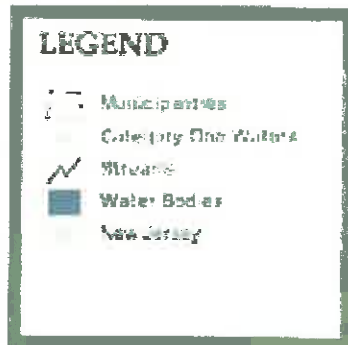 LEGEND
Municipalities
Category One Waters
Streams
Water Bodies
New Jersey